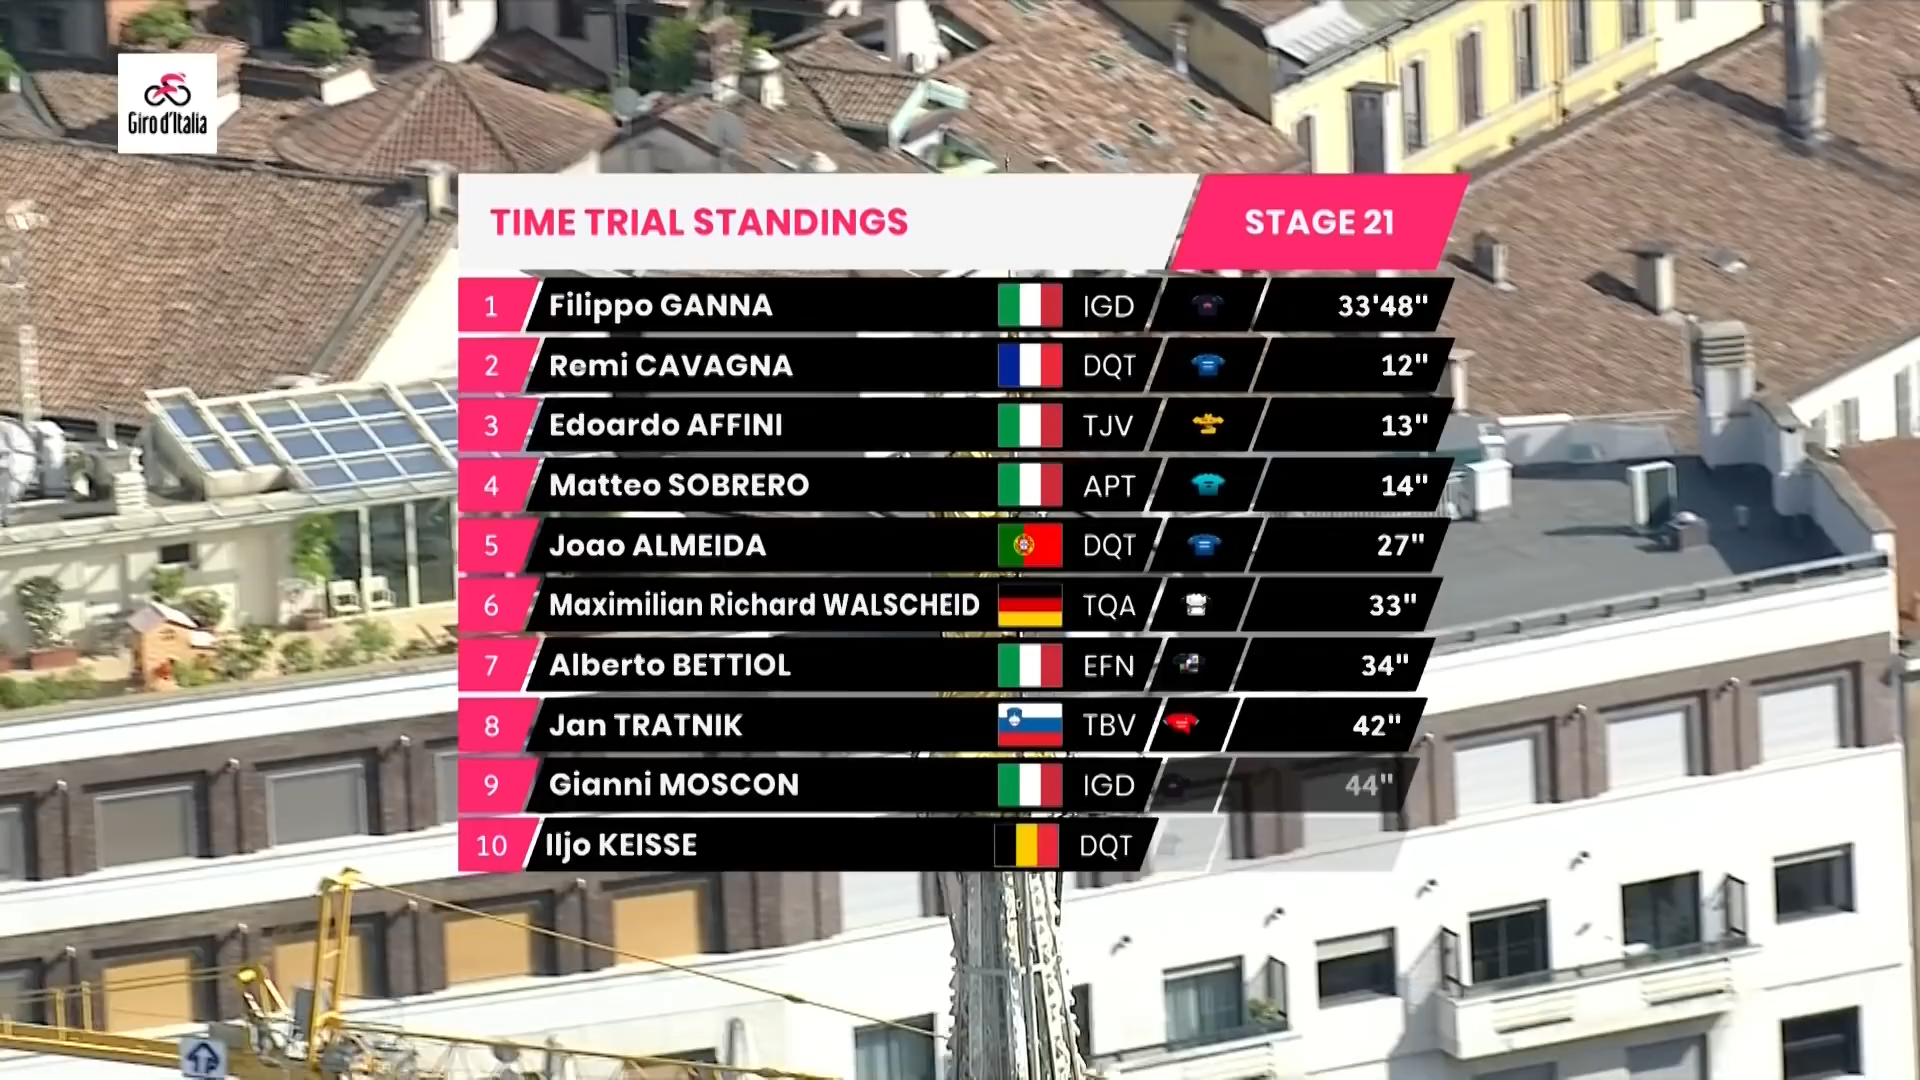 Giro d'Italia
TIME TRIAL STANDINGS STAGE 21
1 Filippo GANNA IGD 33'48"
2 Remi CAVAGNA DQT 12"
3 Edoardo AFFINI TJV 13"
4 Matteo SOBRERO APT 14"
5 Joao ALMEIDA DQT 27"
6 Maximilian Richard WALSCHEID TQA 33"
7 Alberto BETTIOL EFN 34"
8 Jan TRATNIK TBV 42"
9 Gianni MOSCON IGD 44"
10 Iljo KEISSE DQT